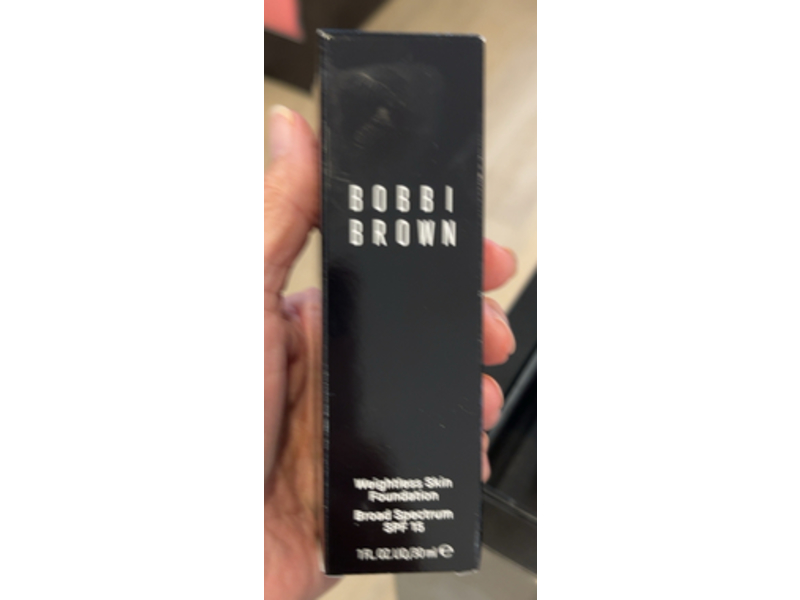 BOBBI
BROWN
Weightless Skin
Foundation
Broad Spectrum
SPF 15
1 FL.OZ.LIQ/30 ml ℮